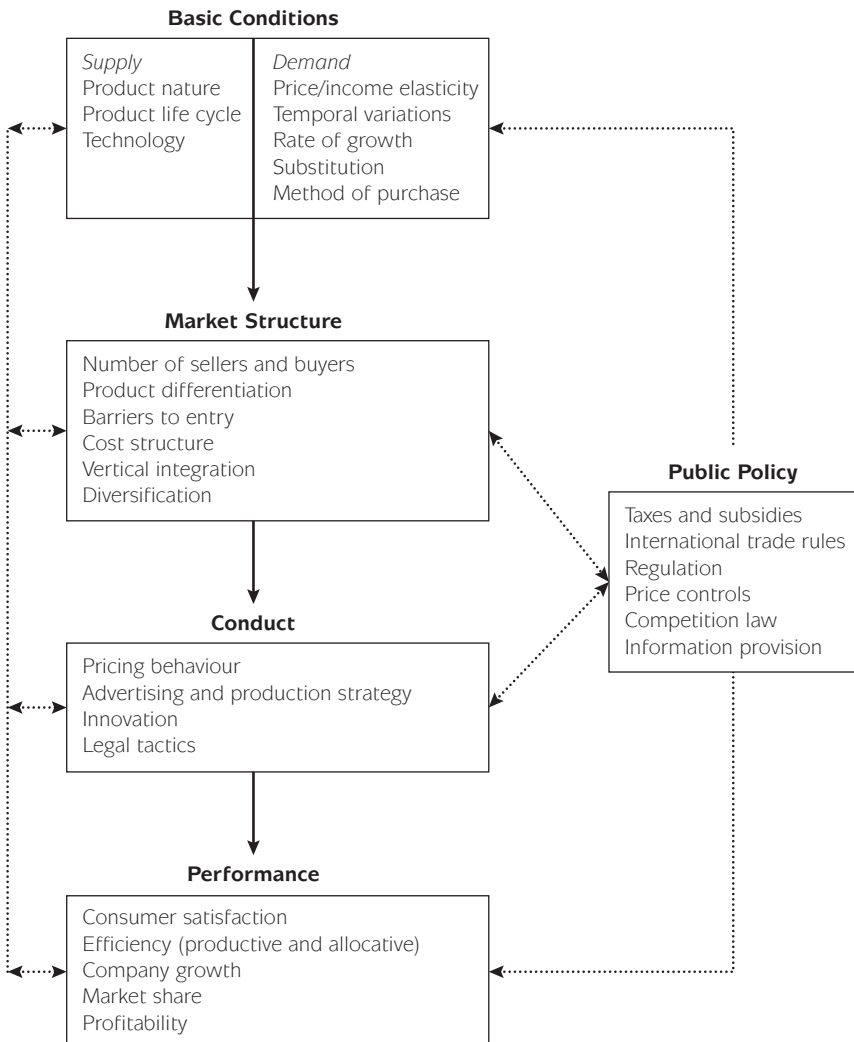 Basic Conditions
Supply
Product nature
Product life cycle
Technology
Demand
Price/income elasticity
Temporal variations
Rate of growth
Substitution
Method of purchase
Market Structure
Number of sellers and buyers
Product differentiation
Barriers to entry
Cost structure
Vertical integration
Diversification
Public Policy
Taxes and subsidies
International trade rules
Regulation
Price controls
Competition law
Information provision
Conduct
Pricing behaviour
Advertising and production strategy
Innovation
Legal tactics
Performance
Consumer satisfaction
Efficiency (productive and allocative)
Company growth
Market share
Profitability